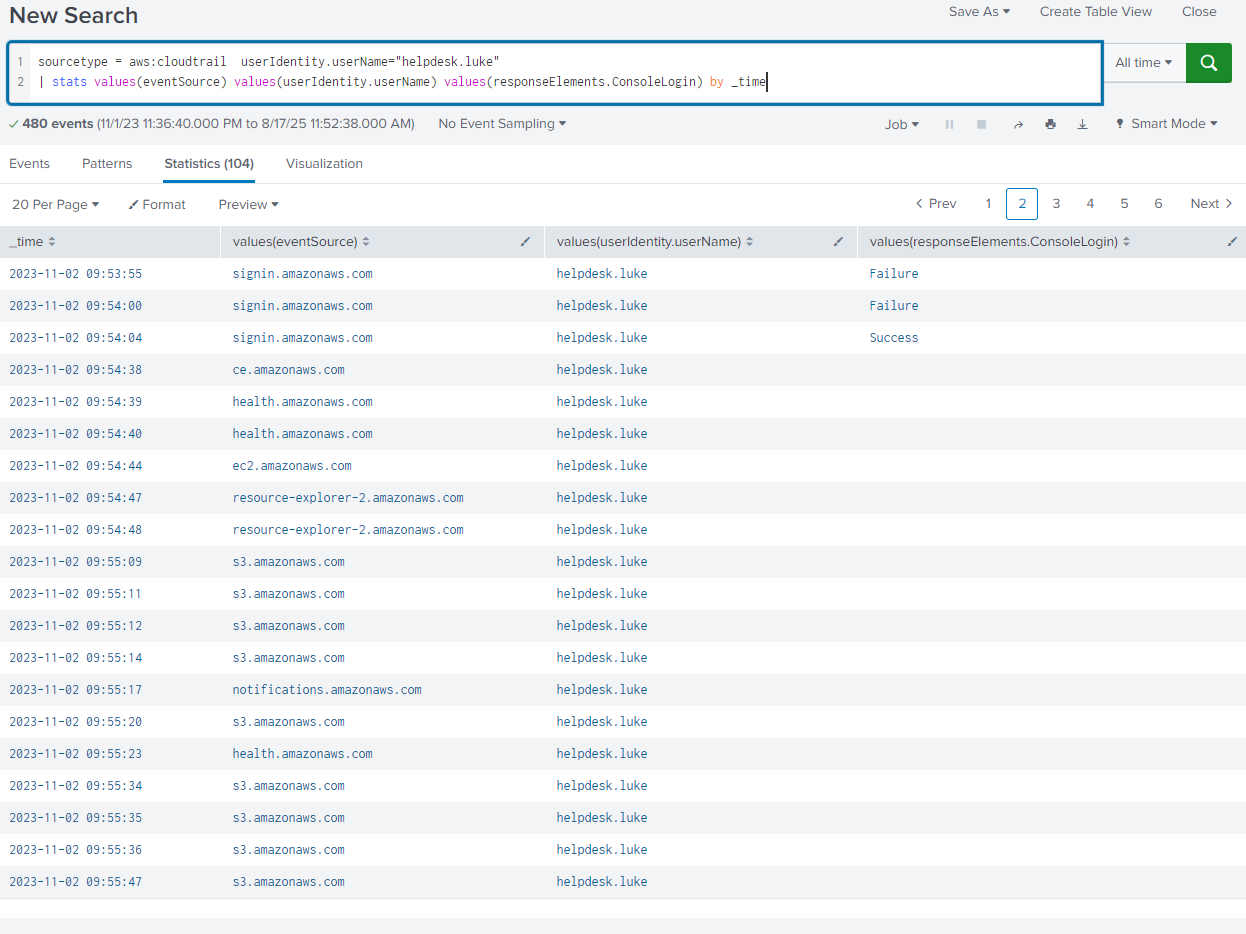 New Search
Save As Create Table View Close
1 sourcetype = aws:cloudtrail  userIdentity.userName="helpdesk.luke"
2 | stats values(eventSource) values(userIdentity.userName) values(responseElements.ConsoleLogin) by _time
All time
480 events (11/1/23 11:36:40.000 PM to 8/17/25 11:52:38.000 AM) No Event Sampling
Job Smart Mode
Events Patterns Statistics (104) Visualization
20 Per Page Format Preview
Prev 1 2 3 4 5 6 Next
_time values(eventSource) values(userIdentity.userName) values(responseElements.ConsoleLogin)
2023-11-02 09:53:55 signin.amazonaws.com helpdesk.luke Failure
2023-11-02 09:54:00 signin.amazonaws.com helpdesk.luke Failure
2023-11-02 09:54:04 signin.amazonaws.com helpdesk.luke Success
2023-11-02 09:54:38 ce.amazonaws.com helpdesk.luke
2023-11-02 09:54:39 health.amazonaws.com helpdesk.luke
2023-11-02 09:54:40 health.amazonaws.com helpdesk.luke
2023-11-02 09:54:44 ec2.amazonaws.com helpdesk.luke
2023-11-02 09:54:47 resource-explorer-2.amazonaws.com helpdesk.luke
2023-11-02 09:54:48 resource-explorer-2.amazonaws.com helpdesk.luke
2023-11-02 09:55:09 s3.amazonaws.com helpdesk.luke
2023-11-02 09:55:11 s3.amazonaws.com helpdesk.luke
2023-11-02 09:55:12 s3.amazonaws.com helpdesk.luke
2023-11-02 09:55:14 s3.amazonaws.com helpdesk.luke
2023-11-02 09:55:17 notifications.amazonaws.com helpdesk.luke
2023-11-02 09:55:20 s3.amazonaws.com helpdesk.luke
2023-11-02 09:55:23 health.amazonaws.com helpdesk.luke
2023-11-02 09:55:34 s3.amazonaws.com helpdesk.luke
2023-11-02 09:55:35 s3.amazonaws.com helpdesk.luke
2023-11-02 09:55:36 s3.amazonaws.com helpdesk.luke
2023-11-02 09:55:47 s3.amazonaws.com helpdesk.luke